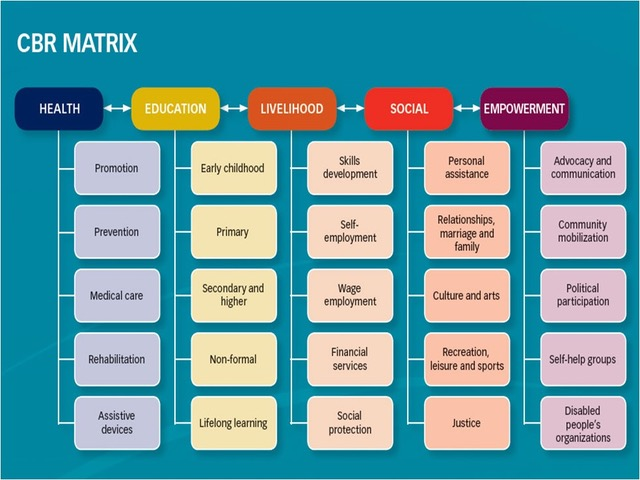 CBR MATRIX
HEALTH
EDUCATION
LIVELIHOOD
SOCIAL
EMPOWERMENT
Promotion
Prevention
Medical care
Rehabilitation
Assistive
devices
Early childhood
Primary
Secondary and
higher
Non-formal
Lifelong learning
Skills
development
Self-
employment
Wage
employment
Financial
services
Social
protection
Personal
assistance
Relationships,
marriage and
family
Culture and arts
Recreation,
leisure and sports
Justice
Advocacy and
communication
Community
mobilization
Political
participation
Self-help groups
Disabled
people's
organizations